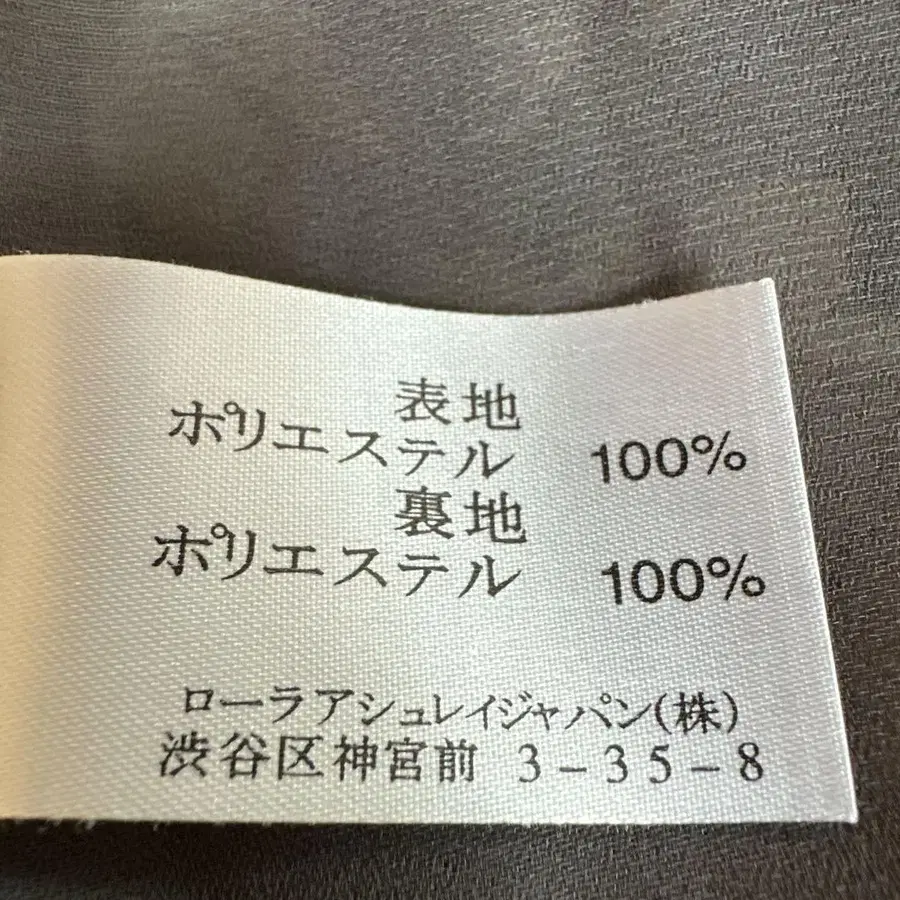 表地
ポリエステル 100%
裏地
ポリエステル 100%
ローラアシュレイジャパン(株)
渋谷区神宮前 3-35-8